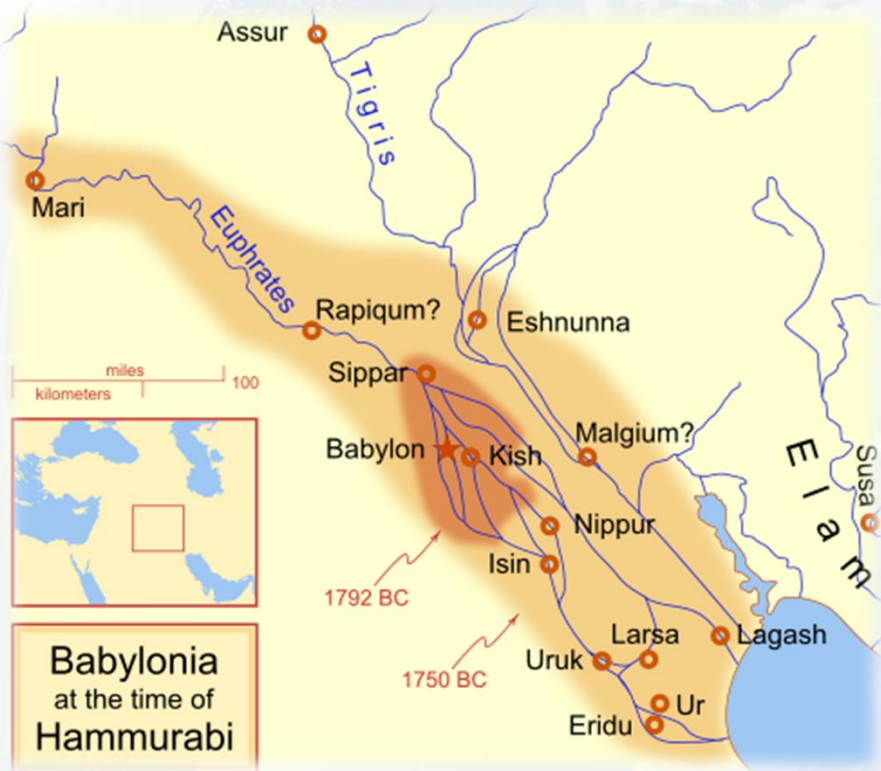 Assur
Tigris
Mari
Euphrates
Rapiqum?
Eshnunna
Sippar
miles
kilometers
100
Babylon
Kish
Malgium?
Elam
Susa
Nippur
Isin
1792 BC
1750 BC
Larsa
Lagash
Uruk
Ur
Eridu
Babylonia
at the time of
Hammurabi